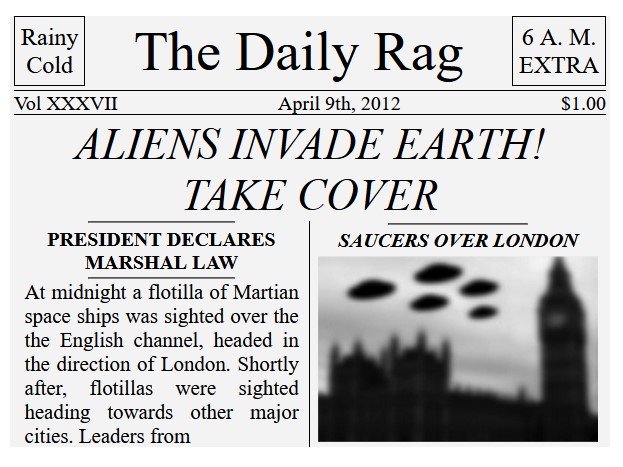 Rainy
Cold
The Daily Rag
6 A. M.
EXTRA
Vol XXXVII
April 9th, 2012
$1.00
ALIENS INVADE EARTH!
TAKE COVER
PRESIDENT DECLARES
MARSHAL LAW
At midnight a flotilla of Martian
space ships was sighted over the
the English channel, headed in
the direction of London. Shortly
after, flotillas were sighted
heading towards other major
cities. Leaders from
SAUCERS OVER LONDON